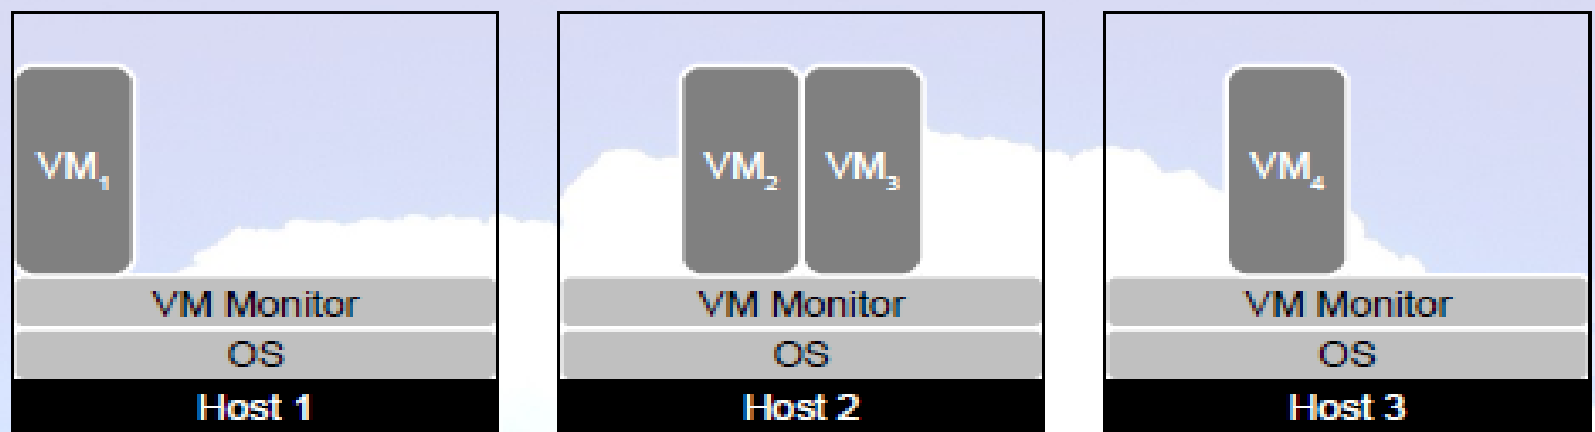 VM₁
VM Monitor
OS
Host 1
VM₂ VM₃
VM Monitor
OS
Host 2
VM₄
VM Monitor
OS
Host 3